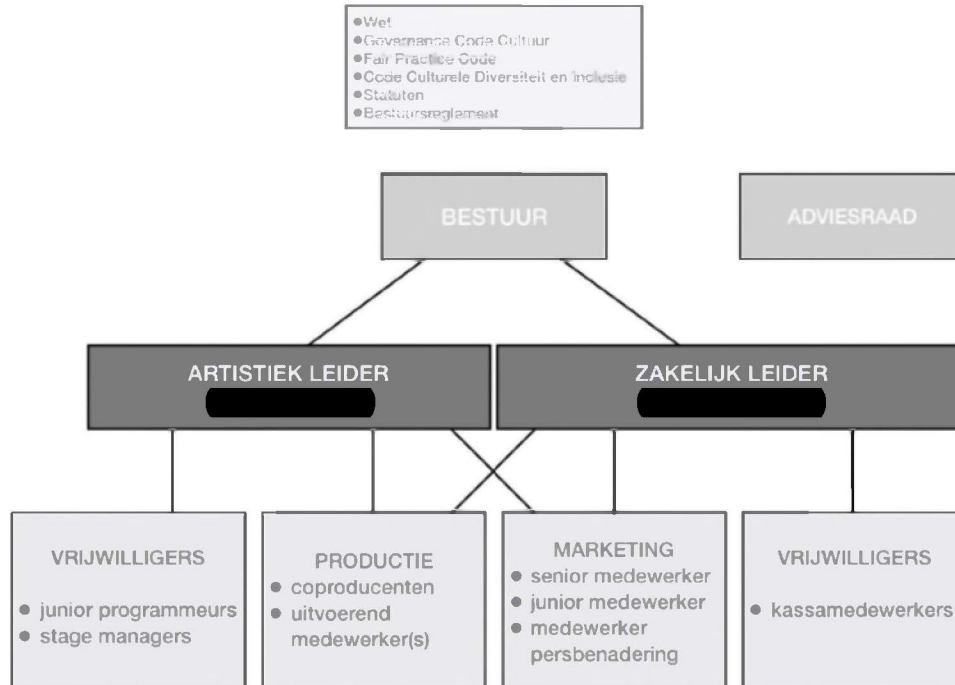 ● Wet
● Governance Code Cultuur
● Fair Practice Code
● Code Culturele Diversiteit en Inclusie
● Statuten
● Bestuursreglement
BESTUUR
ADVIESRAAD
ARTISTIEK LEIDER
ZAKELIJK LEIDER
VRIJWILLIGERS
● junior programmeurs
● stage managers
PRODUCTIE
● coproducenten
● uitvoerend
medewerker(s)
MARKETING
● senior medewerker
● junior medewerker
● medewerker
persbenadering
VRIJWILLIGERS
● kassamedewerkers